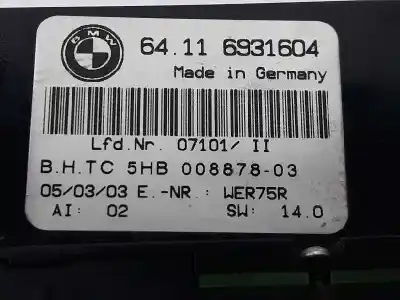 BMW
64.11 6931604
Made in Germany
Lfd.Nr. 07101/ II
B.H.TC 5HB 008878-03
05/03/03 E.-NR.: WER75R
AI: 02 SW: 14.0